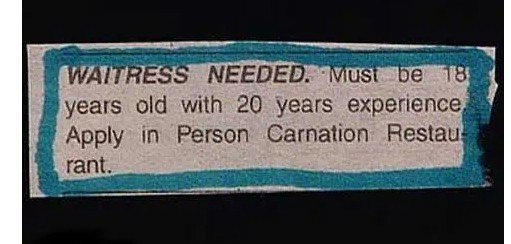 WAITRESS NEEDED. Must be 18
years old with 20 years experience
Apply in Person Carnation Restau-
rant.